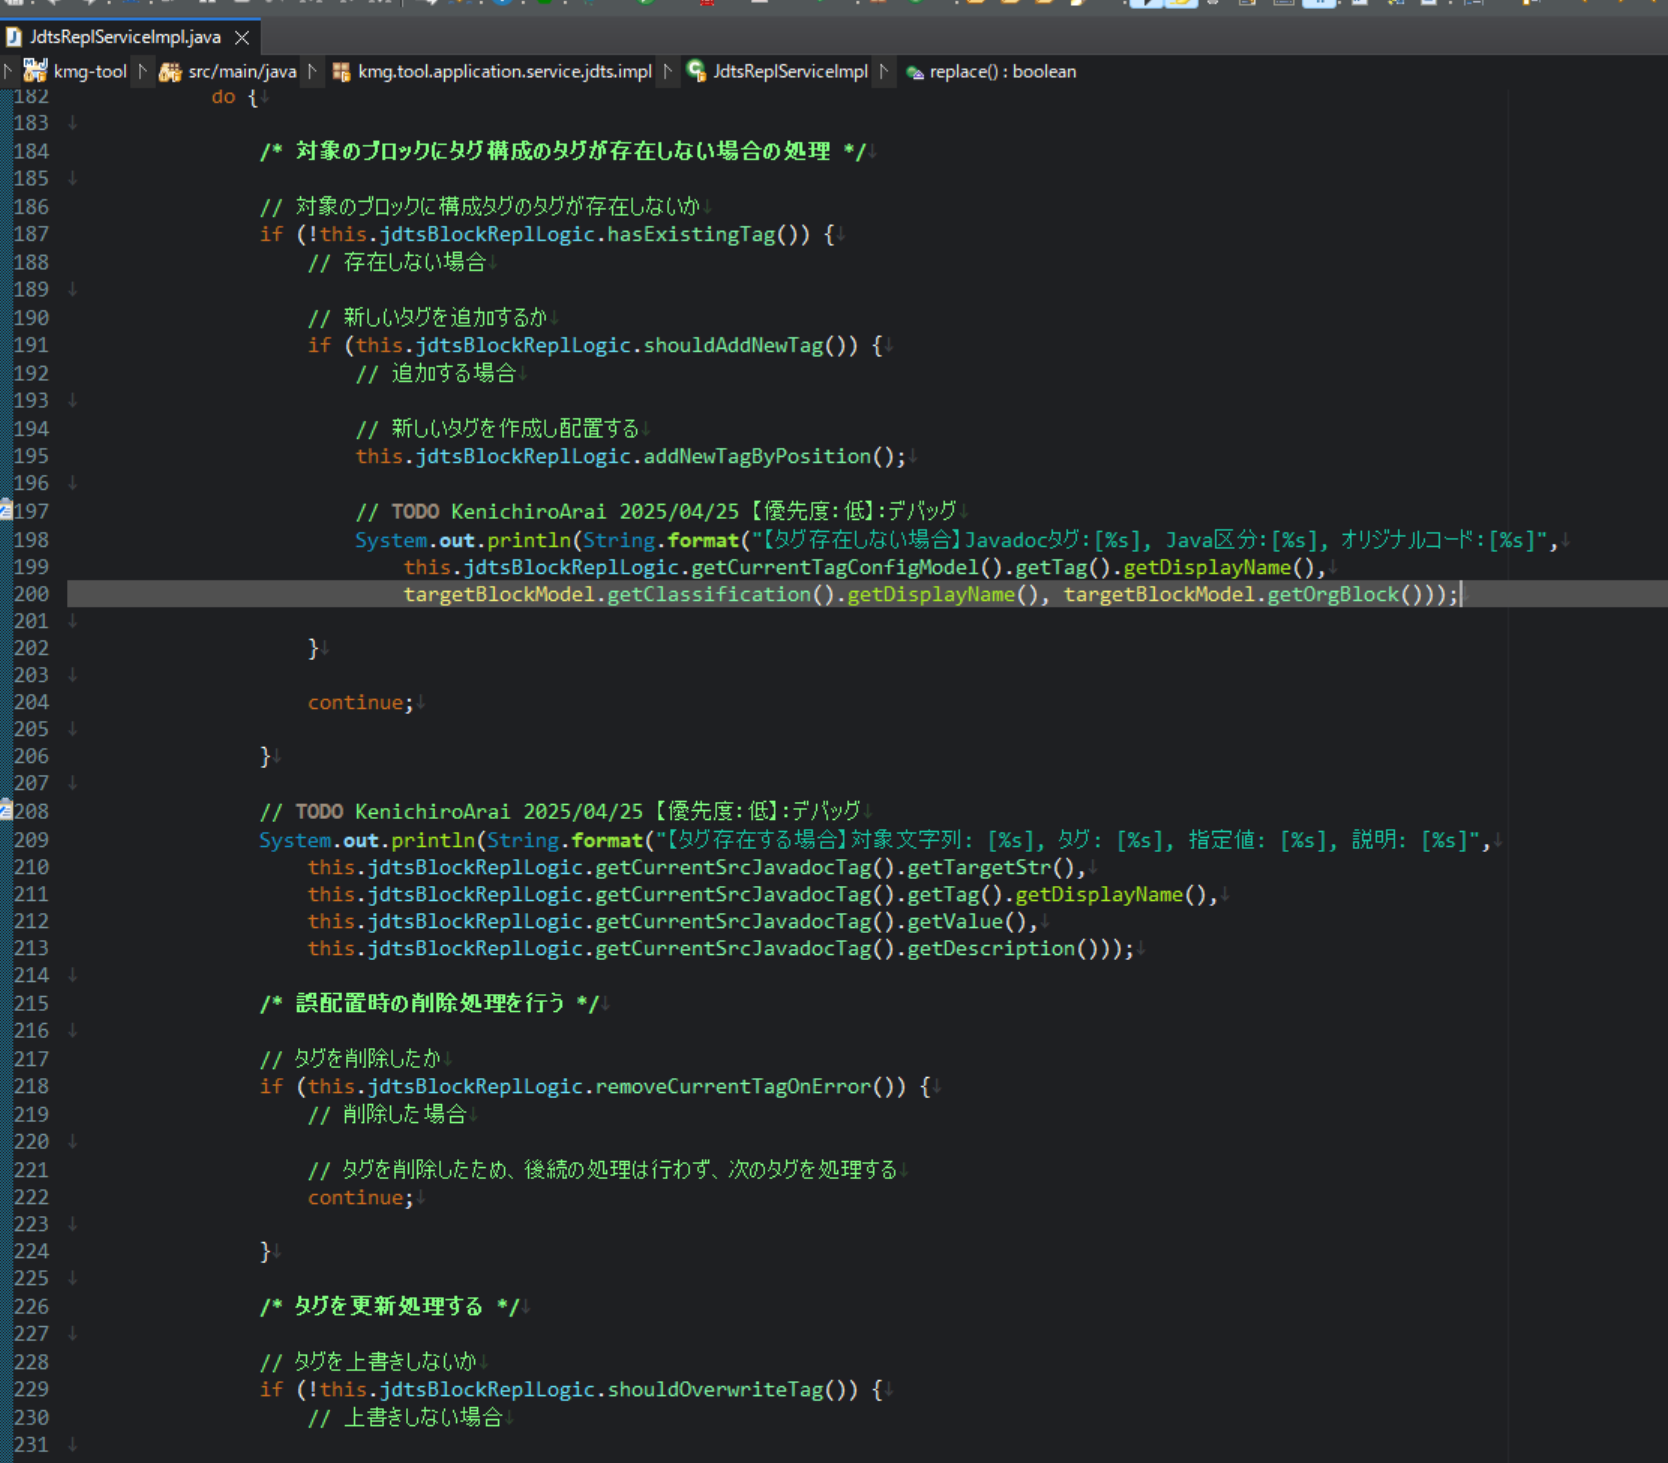 JdtsReplServiceImpl.java
kmg-tool src/main/java kmg.tool.application.service.jdts.impl JdtsReplServiceImpl replace() : boolean
182 do {
183
184 /* 対象のブロックにタグ構成のタグが存在しない場合の処理 */
185
186 // 対象のブロックに構成タグのタグが存在しないか
187 if (!this.jdtsBlockReplLogic.hasExistingTag()) {
188 // 存在しない場合
189
190 // 新しいタグを追加するか
191 if (this.jdtsBlockReplLogic.shouldAddNewTag()) {
192 // 追加する場合
193
194 // 新しいタグを作成し配置する
195 this.jdtsBlockReplLogic.addNewTagByPosition();
196
197 // TODO KenichiroArai 2025/04/25 【優先度:低】:デバッグ
198 System.out.println(String.format("【タグ存在しない場合】Javadocタグ:[%s], Java区分:[%s], オリジナルコード:[%s]",
199 this.jdtsBlockReplLogic.getCurrentTagConfigModel().getTag().getDisplayName(),
200 targetBlockModel.getClassification().getDisplayName(), targetBlockModel.getOrgBlock()));
201
202 }
203
204 continue;
205
206 }
207
208 // TODO KenichiroArai 2025/04/25 【優先度:低】:デバッグ
209 System.out.println(String.format("【タグ存在する場合】対象文字列: [%s], タグ: [%s], 指定値: [%s], 説明: [%s]",
210 this.jdtsBlockReplLogic.getCurrentSrcJavadocTag().getTargetStr(),
211 this.jdtsBlockReplLogic.getCurrentSrcJavadocTag().getTag().getDisplayName(),
212 this.jdtsBlockReplLogic.getCurrentSrcJavadocTag().getValue(),
213 this.jdtsBlockReplLogic.getCurrentSrcJavadocTag().getDescription()));
214
215 /* 誤配置時の削除処理を行う */
216
217 // タグを削除したか
218 if (this.jdtsBlockReplLogic.removeCurrentTagOnError()) {
219 // 削除した場合
220
221 // タグを削除したため、後続の処理は行わず、次のタグを処理する
222 continue;
223
224 }
225
226 /* タグを更新処理する */
227
228 // タグを上書きしないか
229 if (!this.jdtsBlockReplLogic.shouldOverwriteTag()) {
230 // 上書きしない場合
231